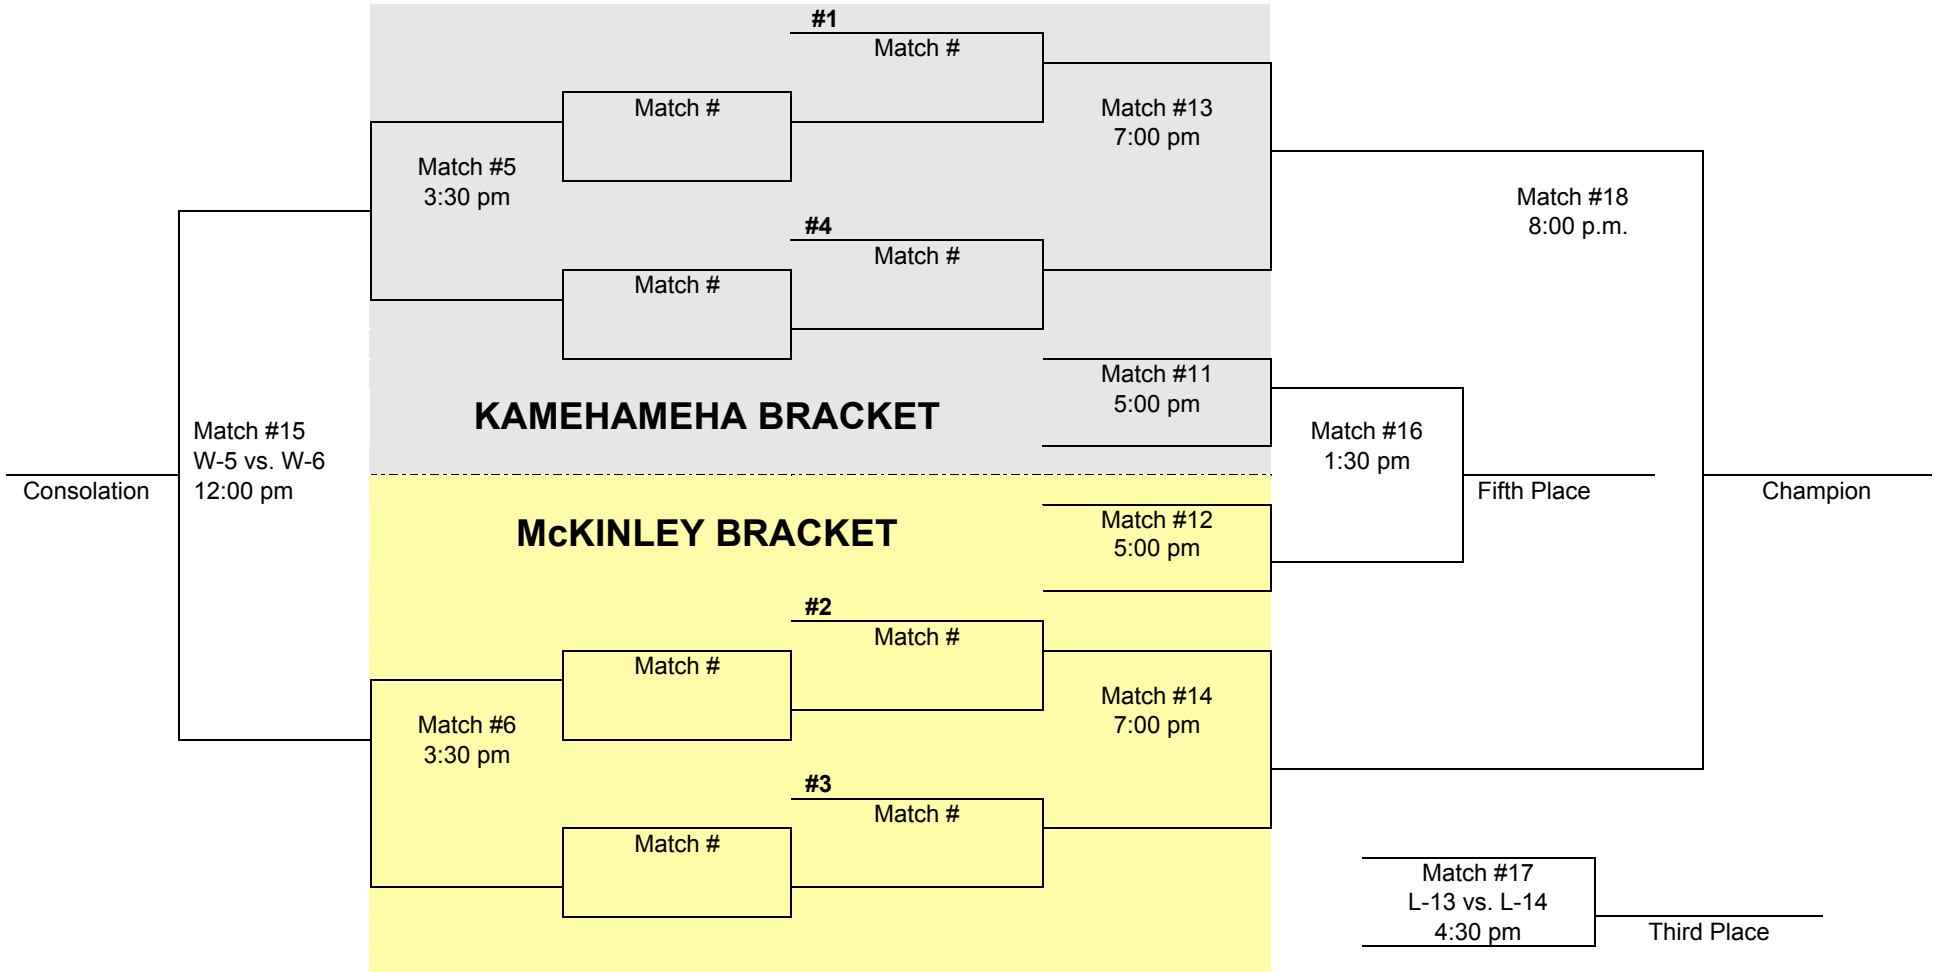 #1
Match #
Match #
Match #13
7:00 pm
Match #5
3:30 pm
Match #18
8:00 p.m.
#4
Match #
Match #
Match #11
5:00 pm
KAMEHAMEHA BRACKET
Match #15
W-5 vs. W-6
12:00 pm
Match #16
1:30 pm
Consolation
Fifth Place
Champion
McKINLEY BRACKET
Match #12
5:00 pm
#2
Match #
Match #
Match #14
7:00 pm
Match #6
3:30 pm
#3
Match #
Match #
Match #17
L-13 vs. L-14
4:30 pm
Third Place